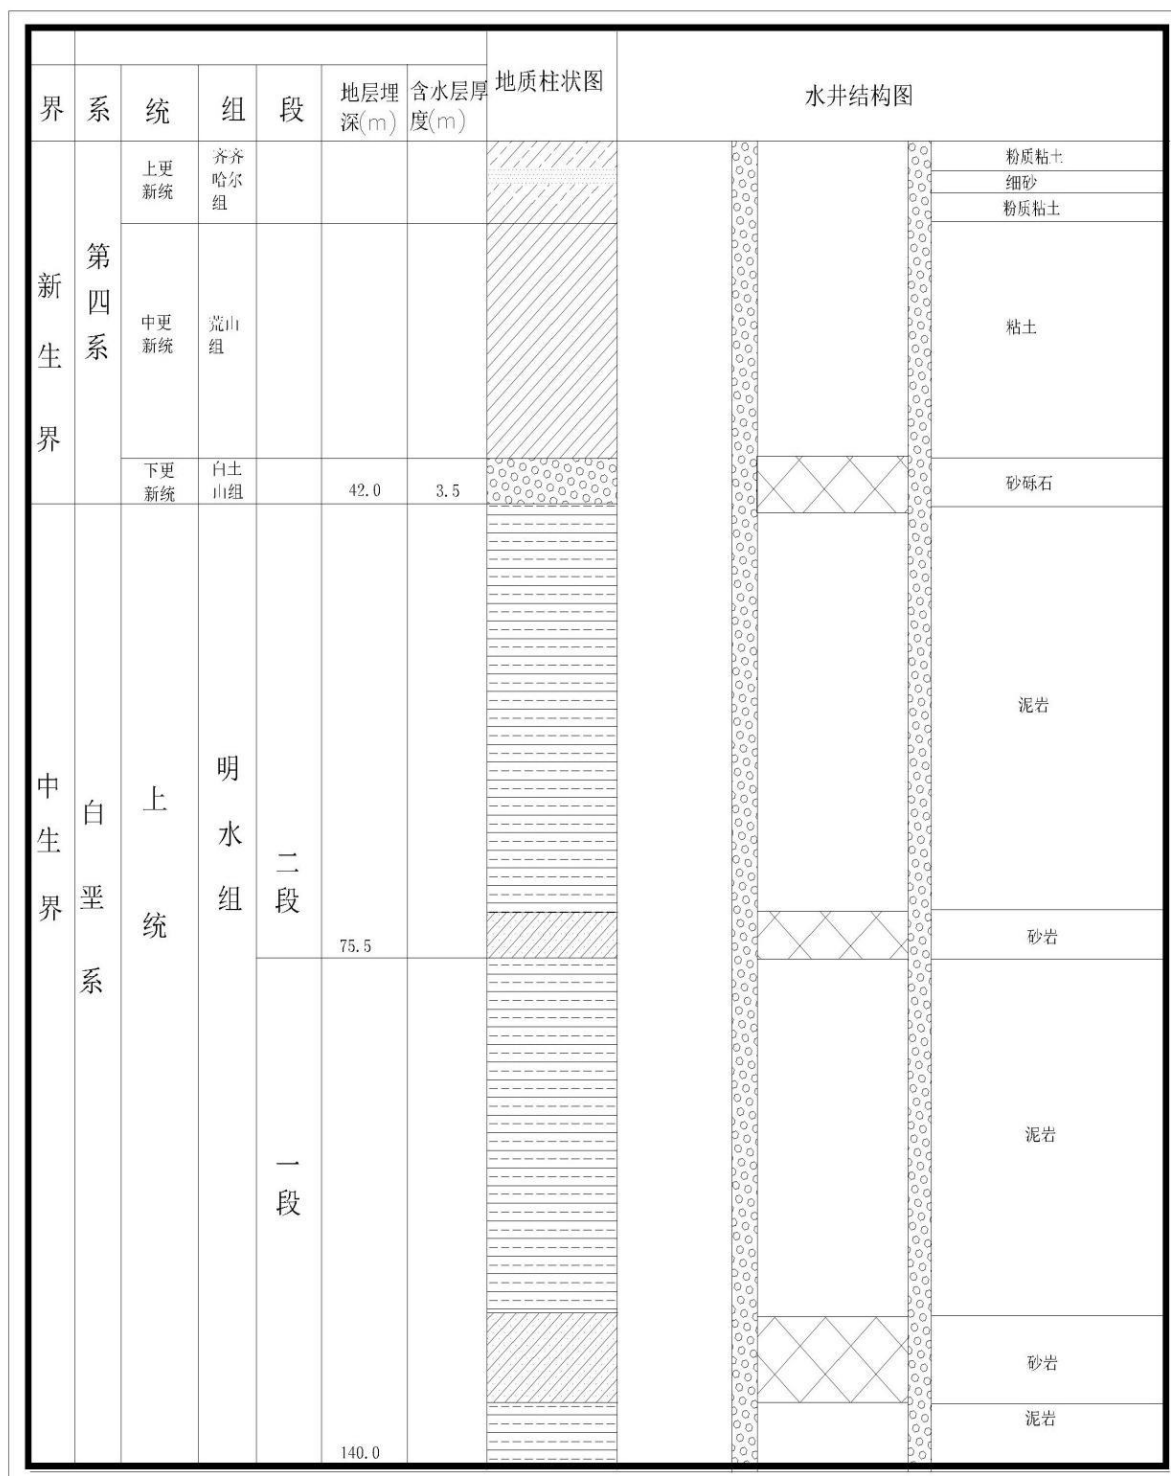 界
系
统
组
段
地层埋
深(m)
含水层厚
度(m)
地质柱状图
水井结构图
新
生
界
第
四
系
上更
新统
齐齐
哈尔
组
粉质粘土
细砂
粉质粘土
中更
新统
荒山
组
粘土
下更
新统
白土
山组
42.0
3.5
砂砾石
中
生
界
白
垩
系
上
统
明
水
组
二
段
75.5
泥岩
砂岩
一
段
泥岩
砂岩
泥岩
140.0